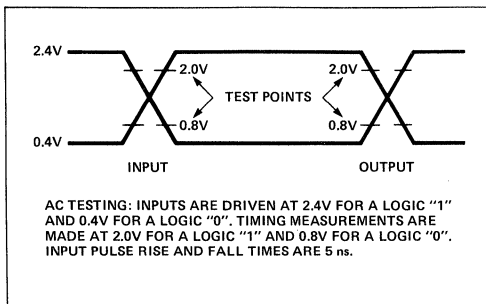 2.4V
2.0V
2.0V
TEST POINTS
0.8V
0.8V
0.4V
INPUT
OUTPUT
AC TESTING: INPUTS ARE DRIVEN AT 2.4V FOR A LOGIC "1"
AND 0.4V FOR A LOGIC "0". TIMING MEASUREMENTS ARE
MADE AT 2.0V FOR A LOGIC "1" AND 0.8V FOR A LOGIC "0".
INPUT PULSE RISE AND FALL TIMES ARE 5 ns.